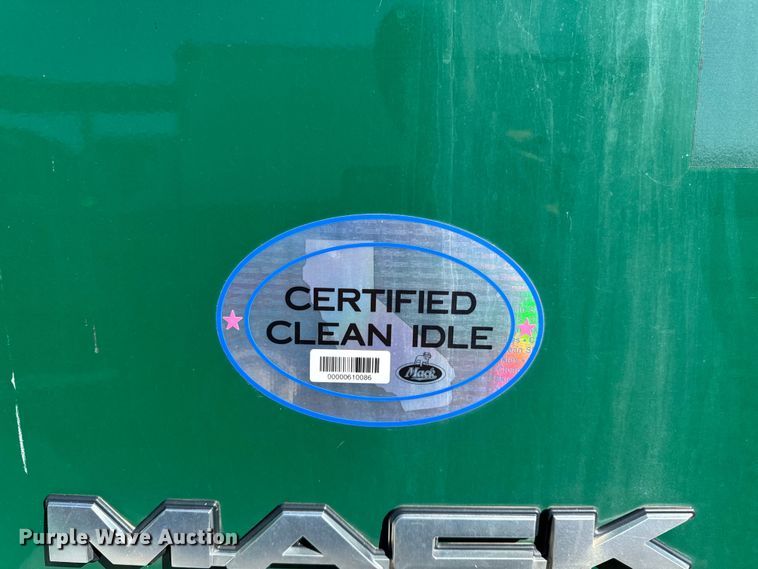 CERTIFIED
CLEAN IDLE
00000610086
Mack
MACK
Purple Wave Auction